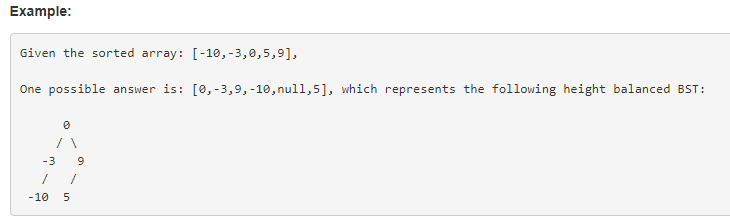 Example:
Given the sorted array: [-10,-3,0,5,9],
One possible answer is: [0,-3,9,-10,null,5], which represents the following height balanced BST:
0
/ \
-3 9
/ /
-10 5